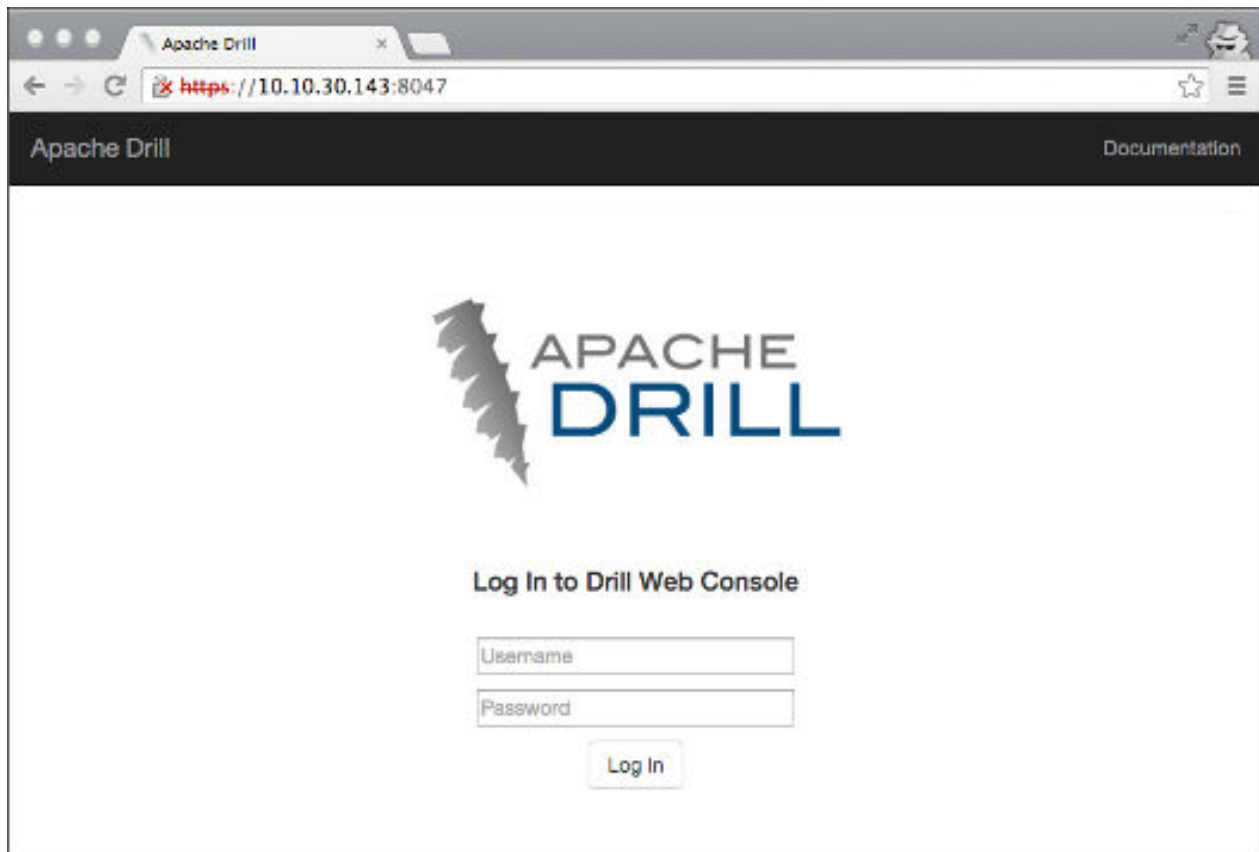 Apache Drill
https://10.10.30.143:8047
Apache Drill Documentation
APACHE
DRILL
Log In to Drill Web Console
Username
Password
Log In